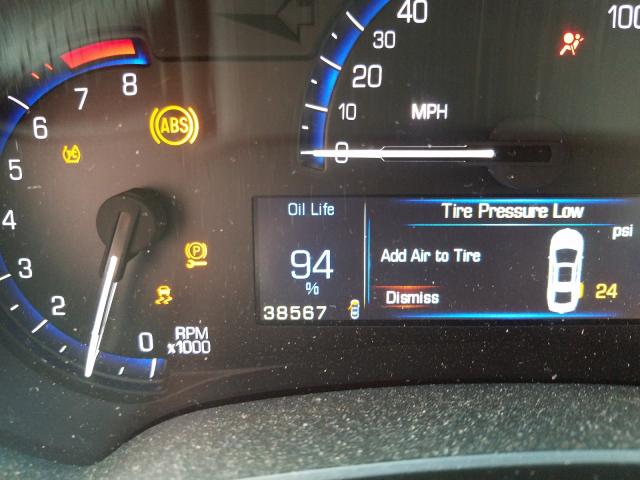 40
100
30
20
10
MPH
0
8
7
6
5
4
3
2
0
ABS
P
RPM
x1000
Oil Life
94
%
38567
Tire Pressure Low
psi
Add Air to Tire
24
Dismiss